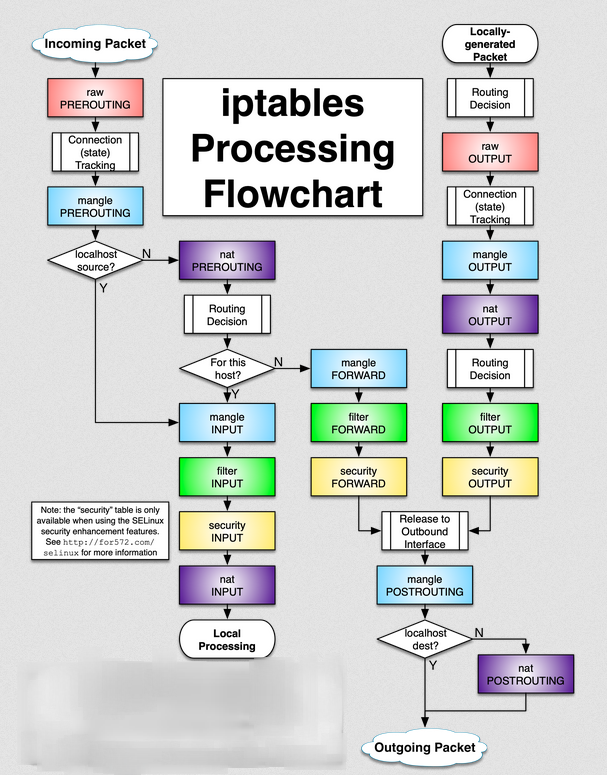 Incoming Packet
raw
PREROUTING
Connection
(state)
Tracking
mangle
PREROUTING
localhost
source?
N
Y
nat
PREROUTING
Routing
Decision
For this
host?
N
Y
mangle
INPUT
filter
INPUT
security
INPUT
nat
INPUT
Local
Processing
iptables
Processing
Flowchart
mangle
FORWARD
filter
FORWARD
security
FORWARD
Locally-
generated
Packet
Routing
Decision
raw
OUTPUT
Connection
(state)
Tracking
mangle
OUTPUT
nat
OUTPUT
Routing
Decision
filter
OUTPUT
security
OUTPUT
Release to
Outbound
Interface
mangle
POSTROUTING
localhost
dest?
N
Y
nat
POSTROUTING
Outgoing Packet
Note: the "security" table is only
available when using the SELinux
security enhancement features.
See http://for572.com/
selinux for more information